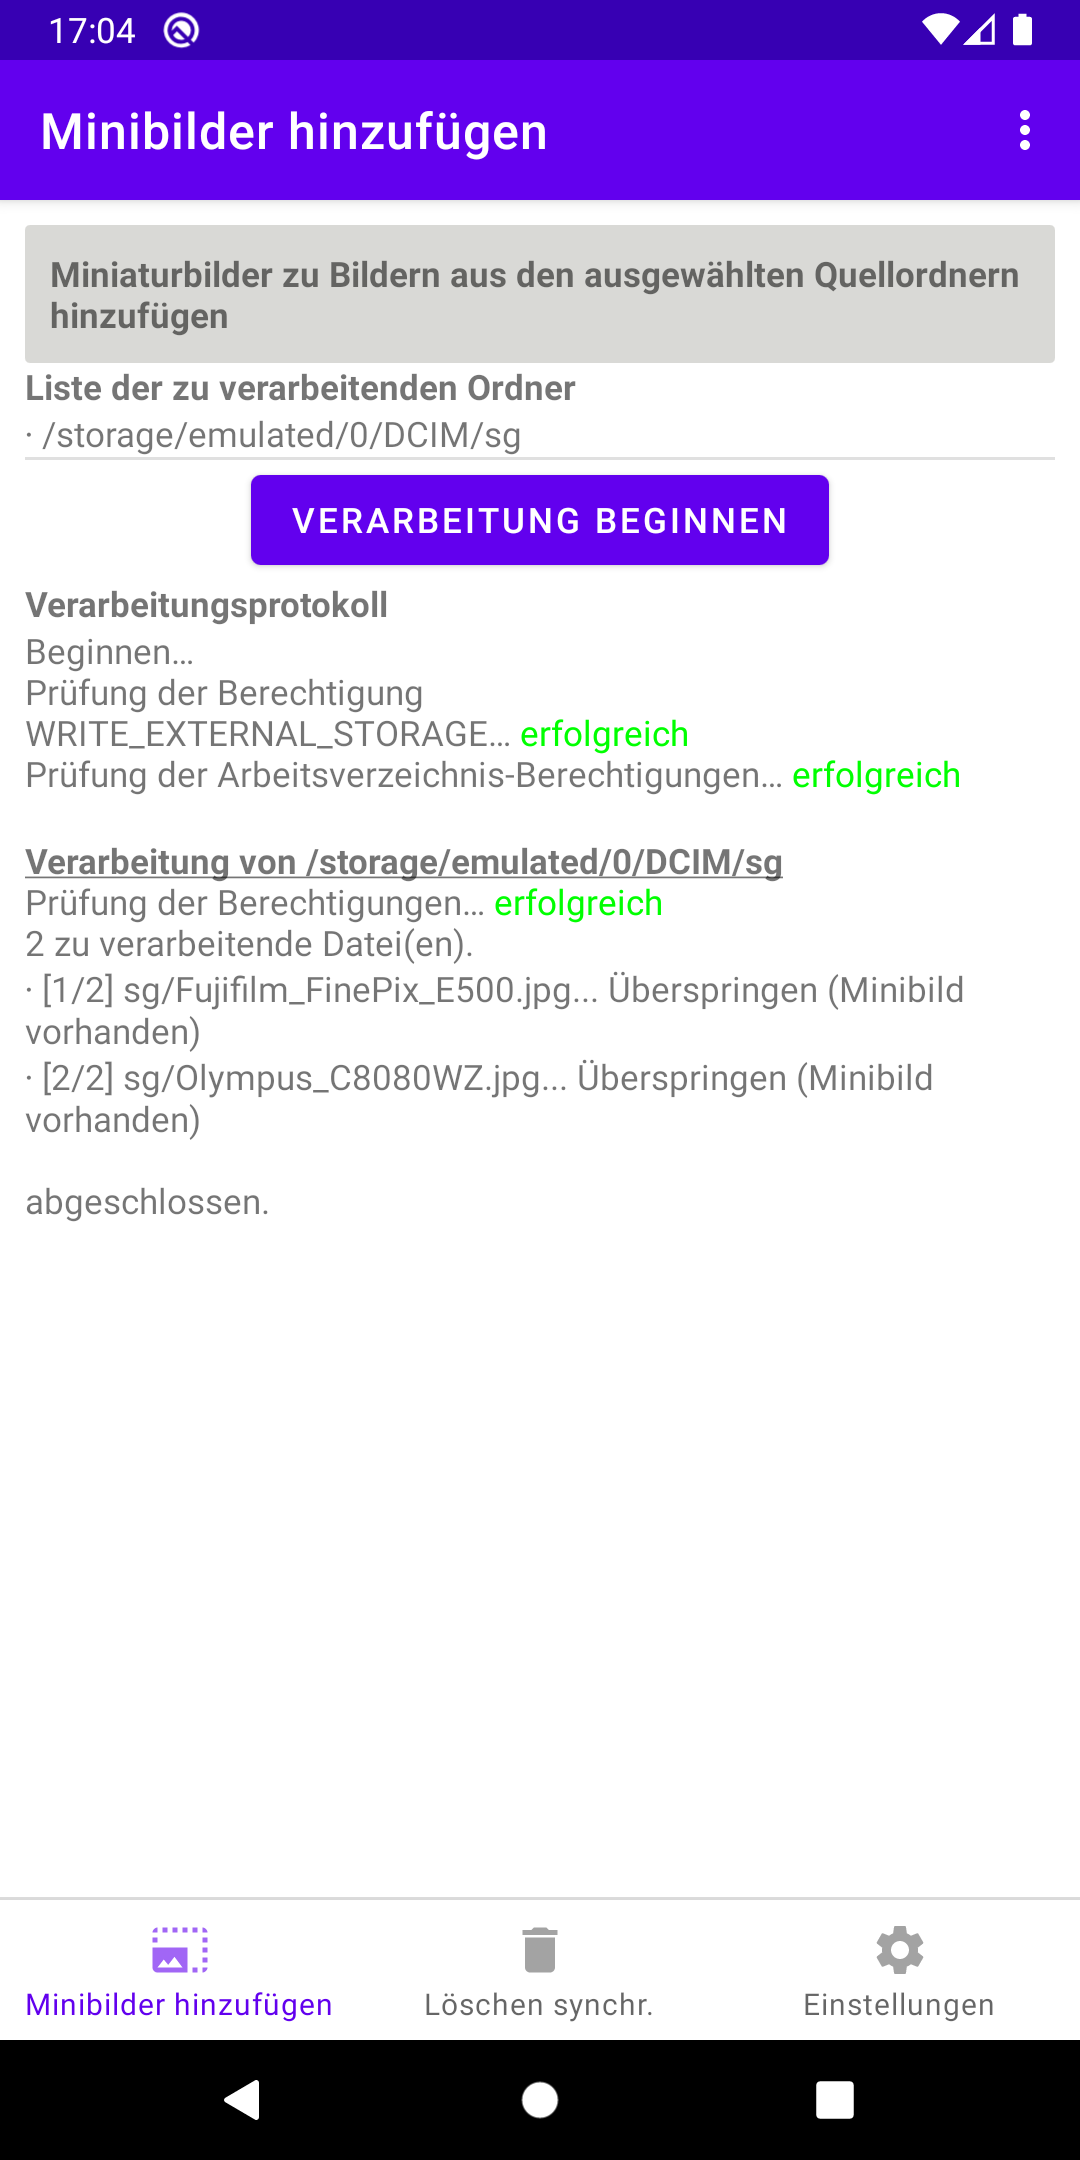 17:04
Minibilder hinzufügen
Miniaturbilder zu Bildern aus den ausgewählten Quellordnern
hinzufügen
Liste der zu verarbeitenden Ordner
· /storage/emulated/0/DCIM/sg
VERARBEITUNG BEGINNEN
Verarbeitungsprotokoll
Beginnen…
Prüfung der Berechtigung
WRITE_EXTERNAL_STORAGE… erfolgreich
Prüfung der Arbeitsverzeichnis-Berechtigungen… erfolgreich
Verarbeitung von /storage/emulated/0/DCIM/sg
Prüfung der Berechtigungen… erfolgreich
2 zu verarbeitende Datei(en).
· [1/2] sg/Fujifilm_FinePix_E500.jpg... Überspringen (Minibild
vorhanden)
· [2/2] sg/Olympus_C8080WZ.jpg... Überspringen (Minibild
vorhanden)
abgeschlossen.
Minibilder hinzufügen
Löschen synchr.
Einstellungen